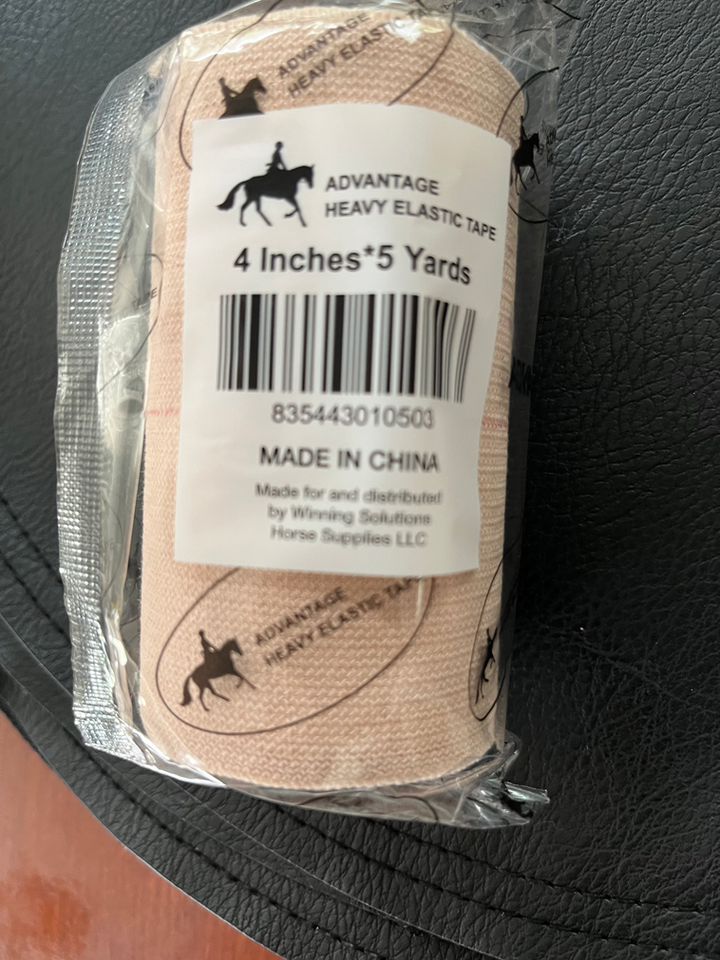 ADVANTAGE
HEAVY ELASTIC
ADVANTAGE
HEAVY ELASTIC TAPE
4 Inches*5 Yards
835443010503
MADE IN CHINA
Made for and distributed
by Winning Solutions
Horse Supplies LLC
ADVANTAGE
HEAVY ELASTIC TAPE